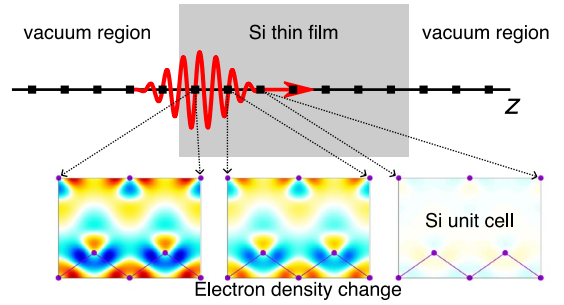 vacuum region
Si thin film
vacuum region
z
Si unit cell
Electron density change